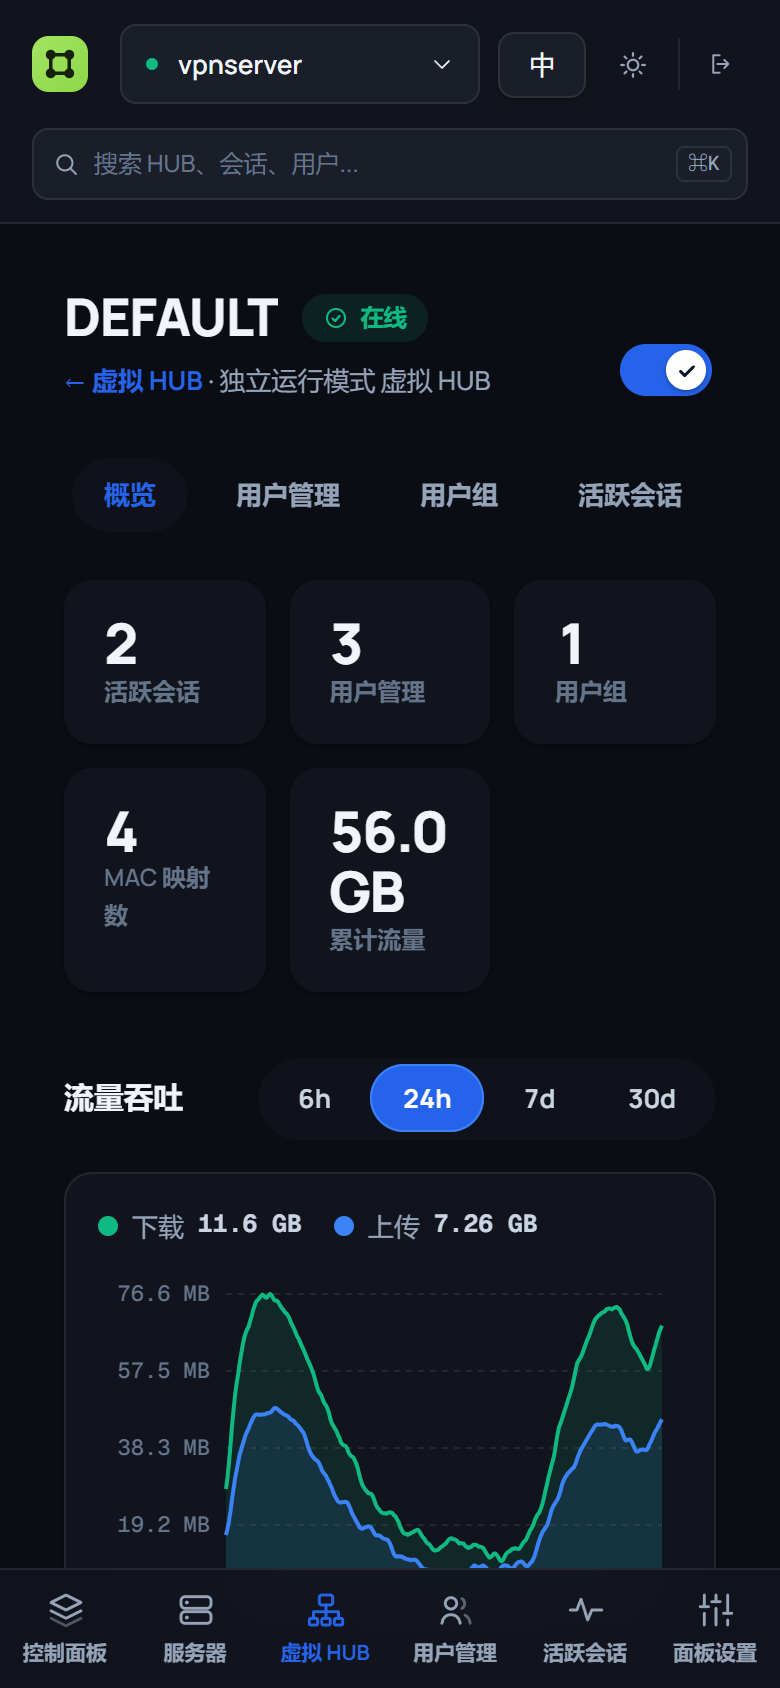 vpnserver
中
搜索 HUB、会话、用户...
⌘K
DEFAULT
在线
← 虚拟 HUB · 独立运行模式 虚拟 HUB
概览 用户管理 用户组 活跃会话
2
活跃会话
3
用户管理
1
用户组
4
MAC 映射
数
56.0
GB
累计流量
流量吞吐
6h 24h 7d 30d
下载 11.6 GB 上传 7.26 GB
76.6 MB
57.5 MB
38.3 MB
19.2 MB
控制面板 服务器 虚拟 HUB 用户管理 活跃会话 面板设置